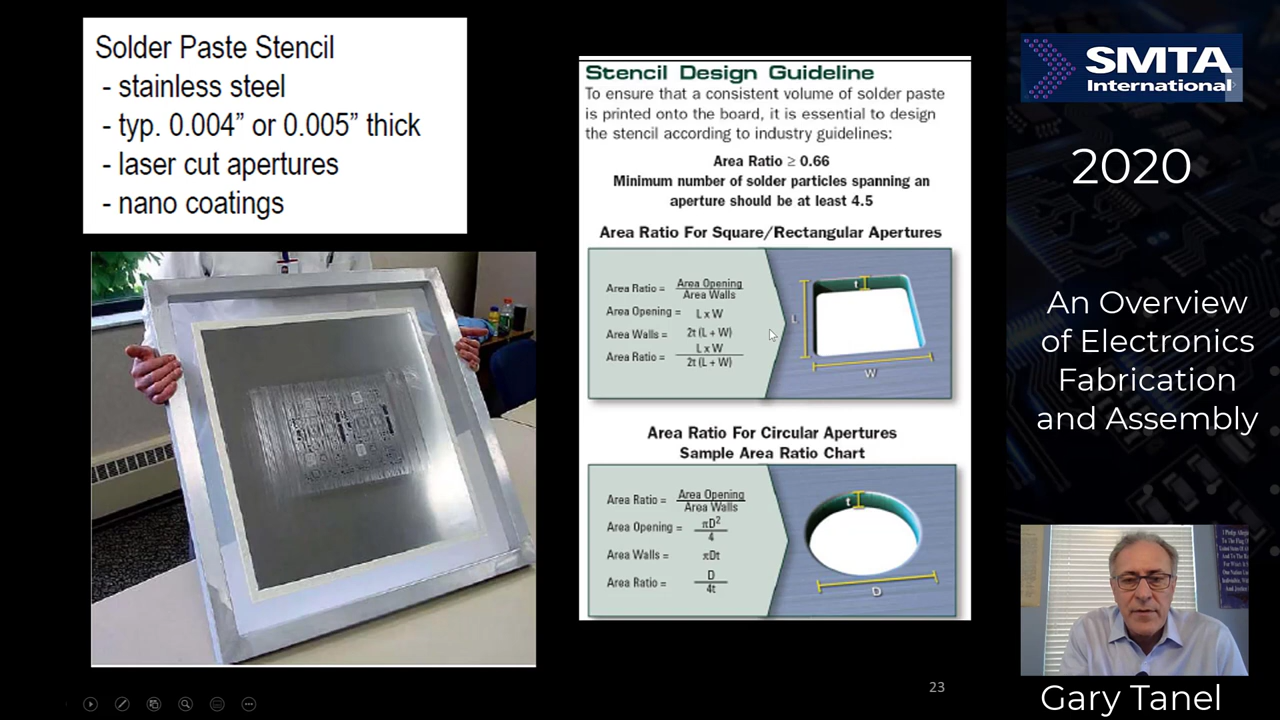 Solder Paste Stencil
- stainless steel
- typ. 0.004” or 0.005” thick
- laser cut apertures
- nano coatings
Stencil Design Guideline
To ensure that a consistent volume of solder paste
is printed onto the board, it is essential to design
the stencil according to industry guidelines:
Area Ratio ≥ 0.66
Minimum number of solder particles spanning an
aperture should be at least 4.5
Area Ratio For Square/Rectangular Apertures
Area Ratio = Area Opening / Area Walls
Area Opening = L x W
Area Walls = 2t (L + W)
Area Ratio = L x W / 2t (L + W)
t
L
W
Area Ratio For Circular Apertures
Sample Area Ratio Chart
Area Ratio = Area Opening / Area Walls
Area Opening = πD² / 4
Area Walls = πDt
Area Ratio = D / 4t
t
D
23
SMTA
International
2020
An Overview
of Electronics
Fabrication
and Assembly
Gary Tanel